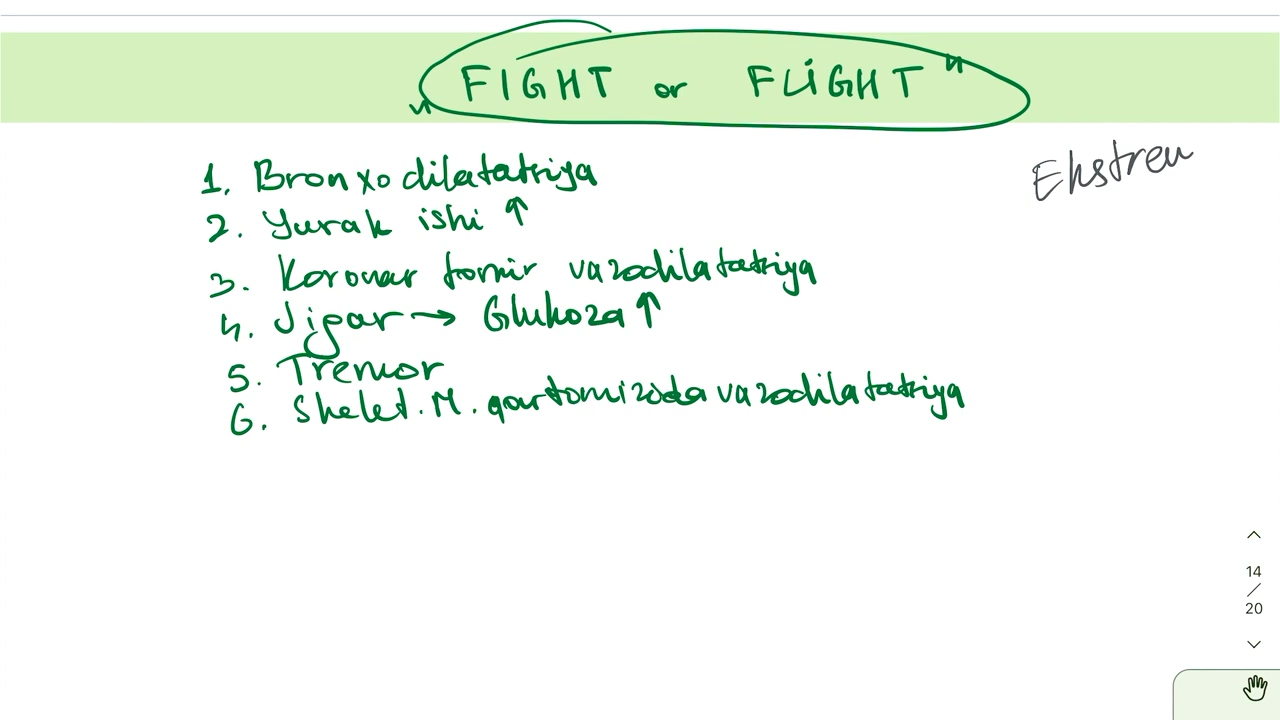 "FIGHT or FLIGHT"
Ekstren
1. Bronxodilatatsiya
2. Yurak ishi ↑
3. Koronar tomir vazodilatatsiya
4. Jigar → Glukoza ↑
5. Tremor
6. Skelet. M. qon tomirida vazodilatatsiya
14
/
20